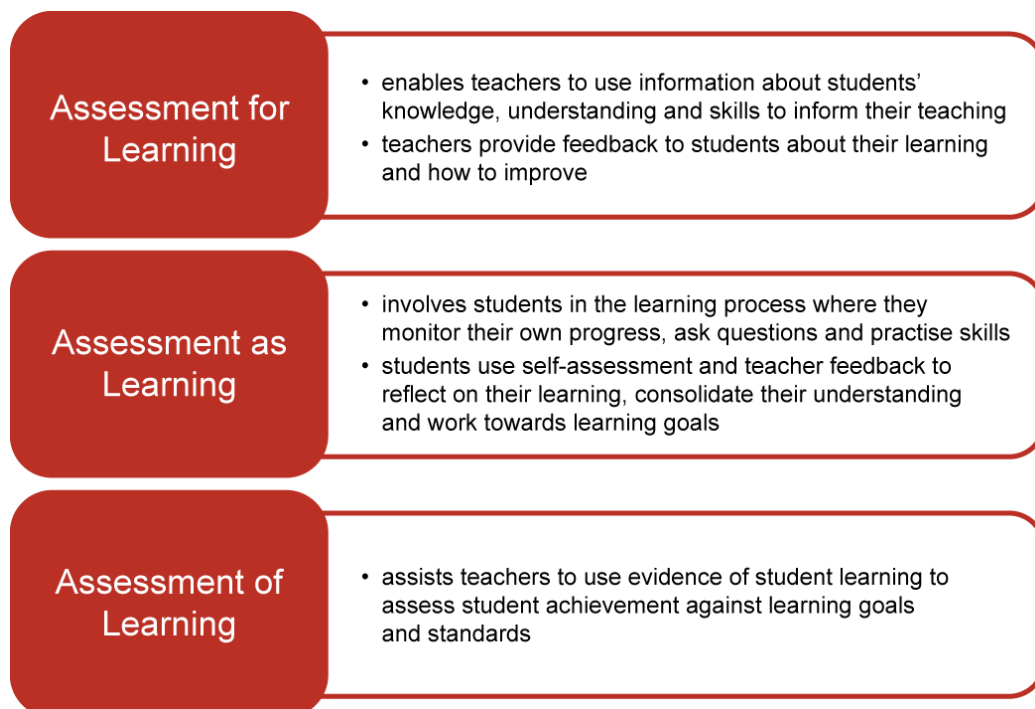 Assessment for
Learning
• enables teachers to use information about students’
knowledge, understanding and skills to inform their teaching
• teachers provide feedback to students about their learning
and how to improve
Assessment as
Learning
• involves students in the learning process where they
monitor their own progress, ask questions and practise skills
• students use self-assessment and teacher feedback to
reflect on their learning, consolidate their understanding
and work towards learning goals
Assessment of
Learning
• assists teachers to use evidence of student learning to
assess student achievement against learning goals
and standards